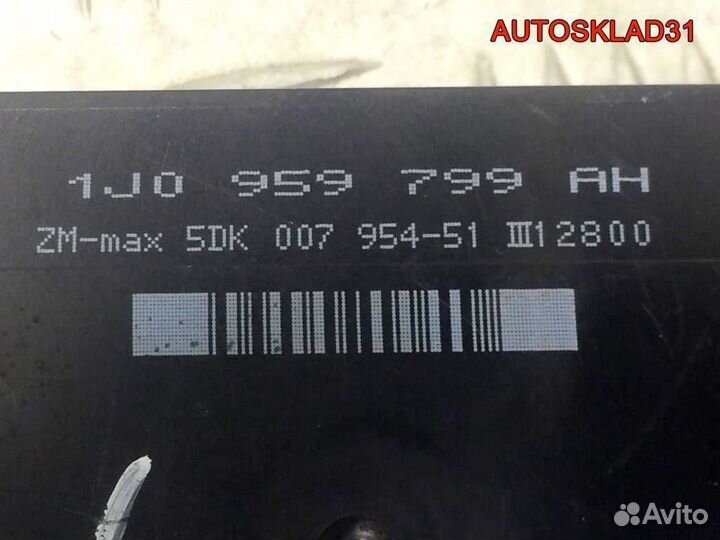 AUTOSKLAD31
1J0 959 799 AH
ZM-max 5DK 007 954-51 III12800
Avito